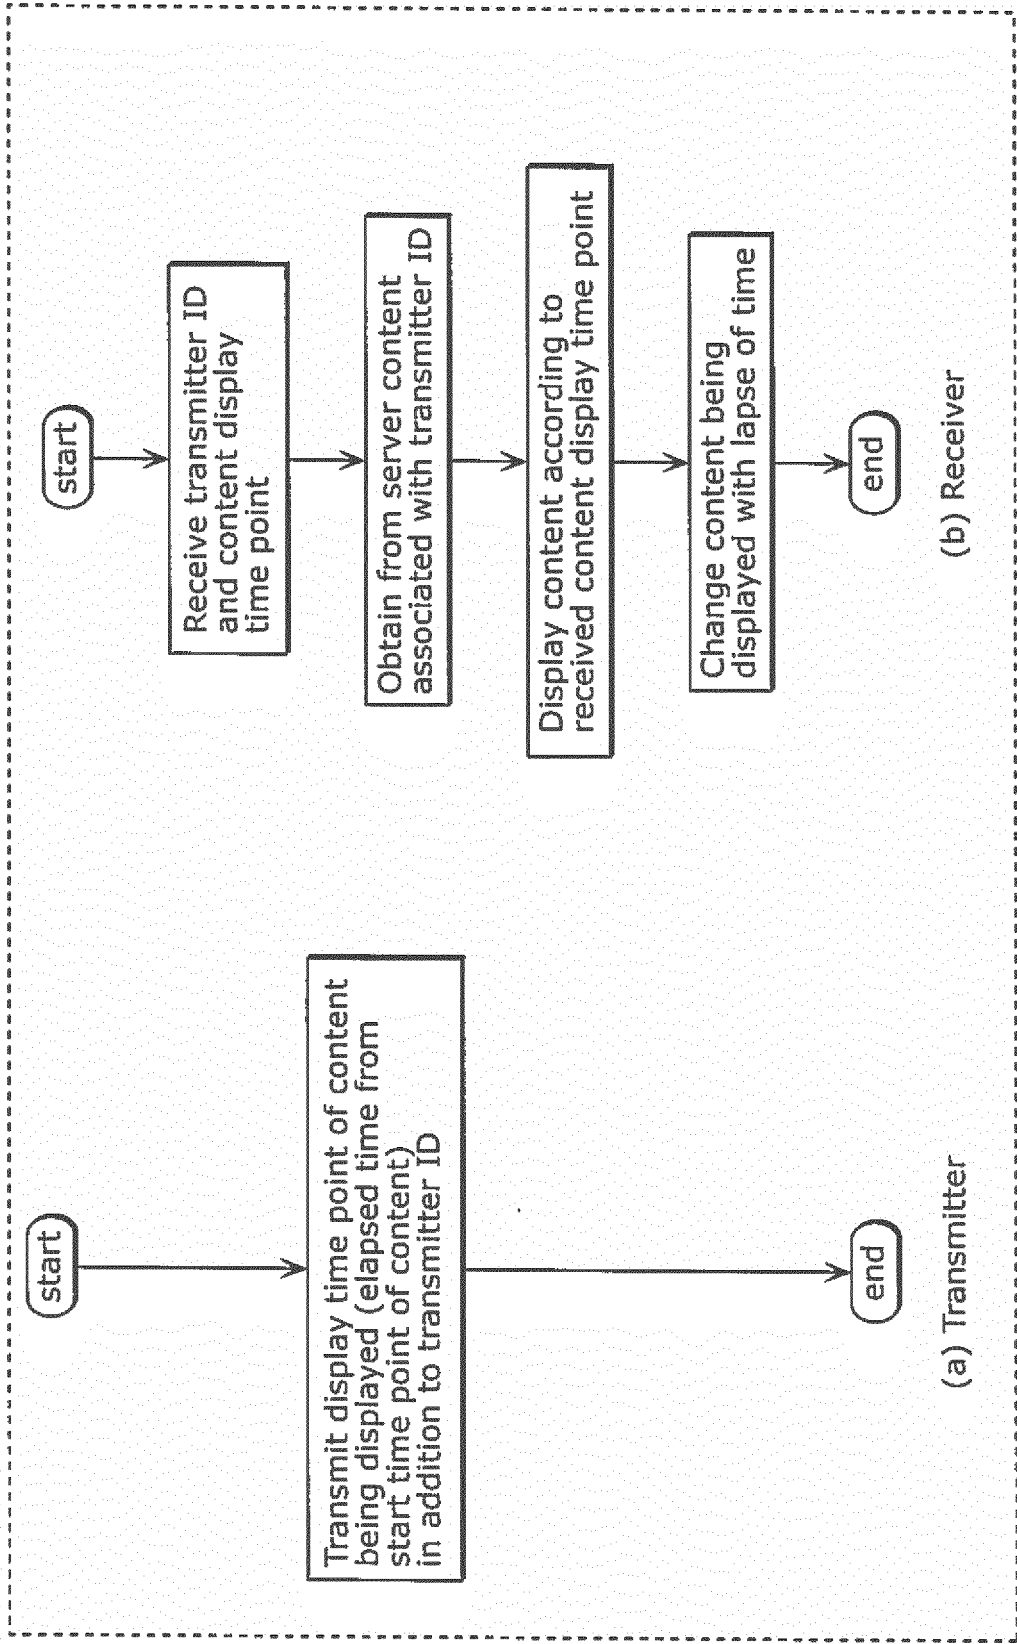 start
Transmit display time point of content
being displayed (elapsed time from
start time point of content)
in addition to transmitter ID
end
(a) Transmitter
start
Receive transmitter ID
and content display
time point
Obtain from server content
associated with transmitter ID
Display content according to
received content display time point
Change content being
displayed with lapse of time
end
(b) Receiver